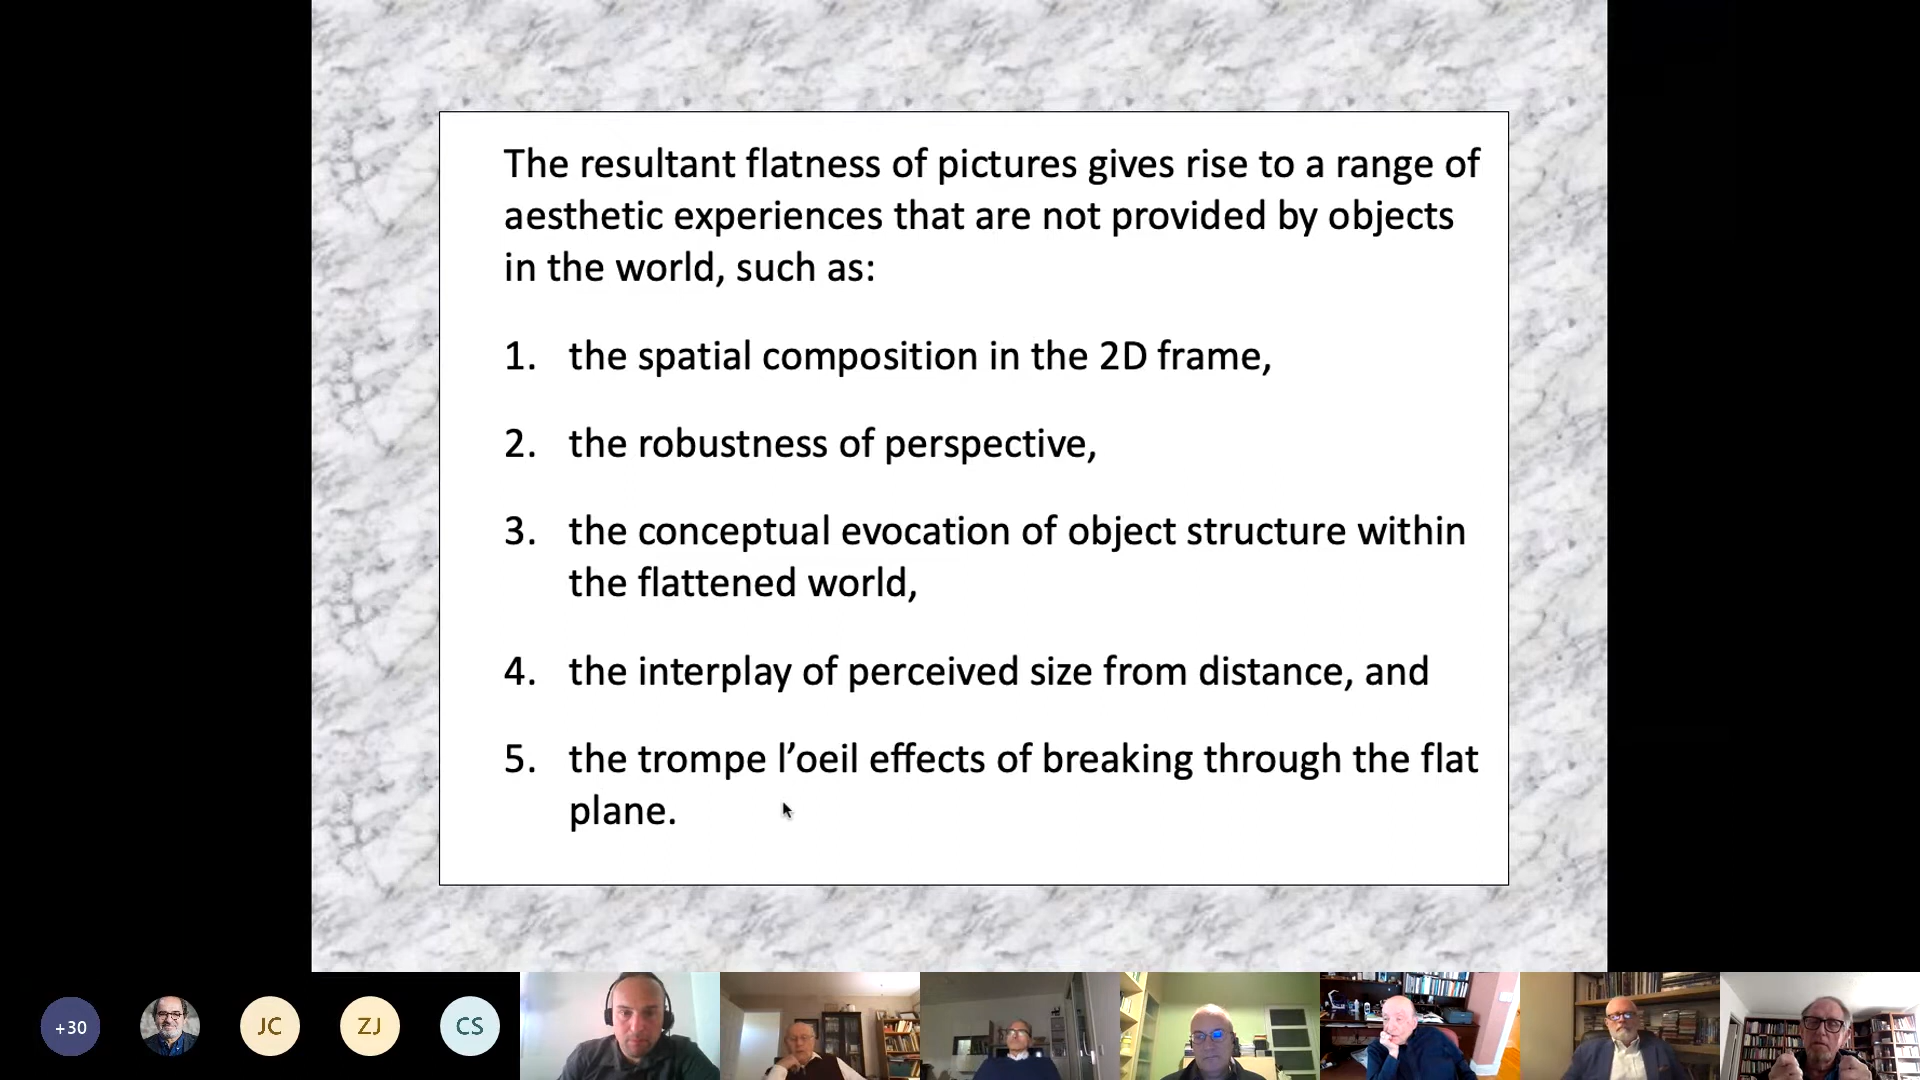 The resultant flatness of pictures gives rise to a range of
aesthetic experiences that are not provided by objects
in the world, such as:
1. the spatial composition in the 2D frame,
2. the robustness of perspective,
3. the conceptual evocation of object structure within
the flattened world,
4. the interplay of perceived size from distance, and
5. the trompe l’oeil effects of breaking through the flat
plane.
+30
JC
ZJ
CS